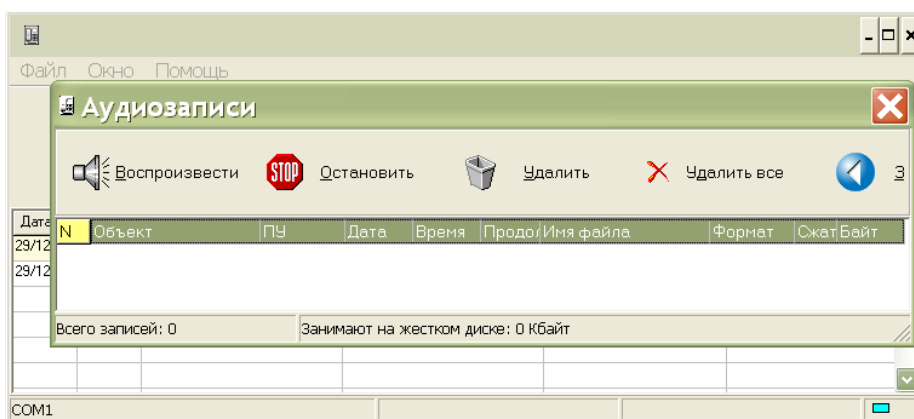 Файл Окно Помощь
Аудиозаписи
Воспроизвести STOP Остановить Удалить Удалить все З
Дата
N Объект ПУ Дата Время Продол Имя файла Формат Сжат Байт
29/12
29/12
Всего записей: 0 Занимают на жестком диске: 0 Кбайт
COM1